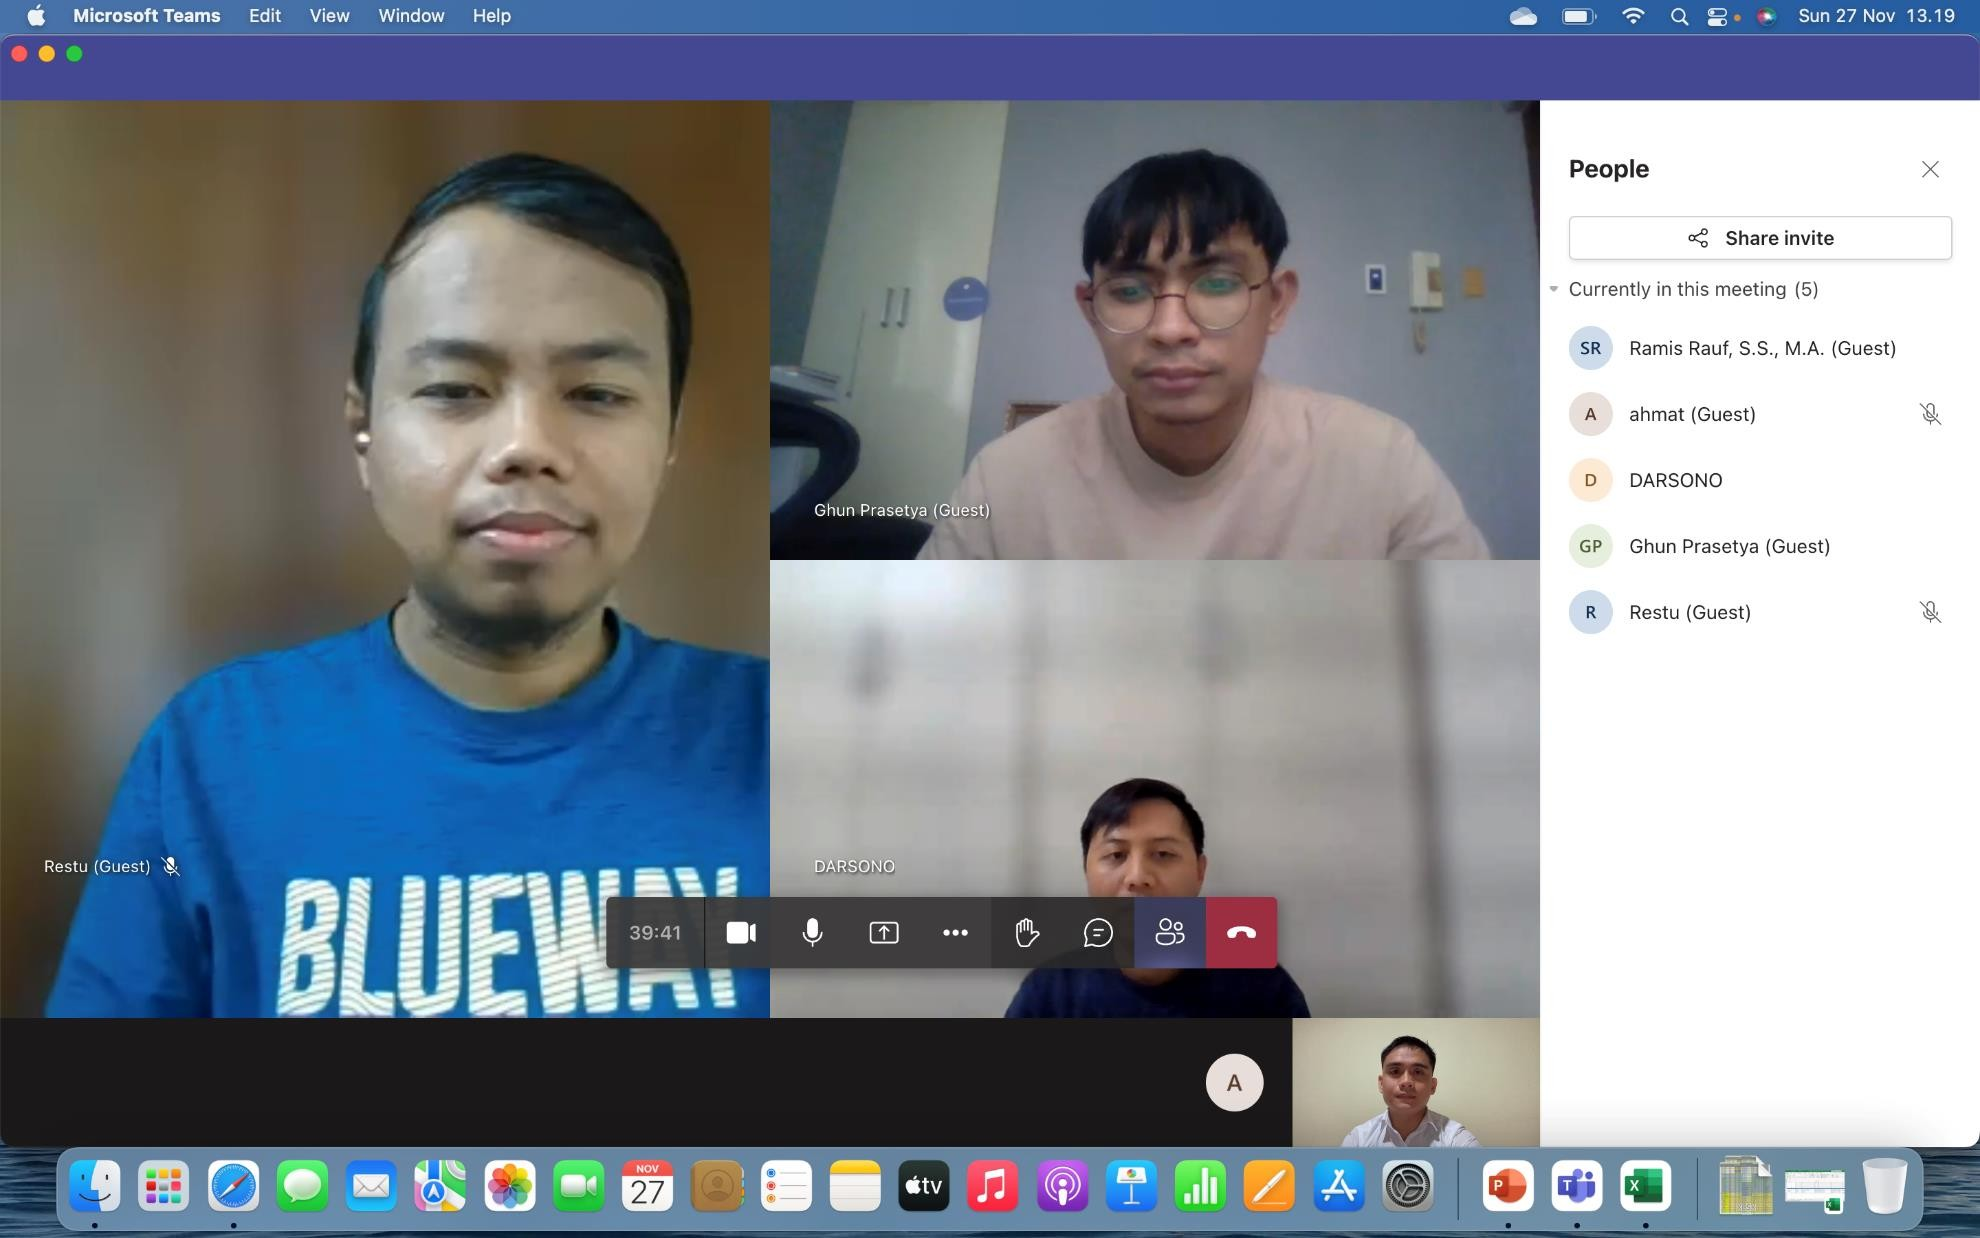 Microsoft Teams Edit View Window Help
Sun 27 Nov 13.19
Ghun Prasetya (Guest)
BLUEWAY
Restu (Guest)
DARSONO
39:41
A
People
Share invite
Currently in this meeting (5)
SR Ramis Rauf, S.S., M.A. (Guest)
A ahmat (Guest)
D DARSONO
GP Ghun Prasetya (Guest)
R Restu (Guest)
NOV
27
tv
P
T
X